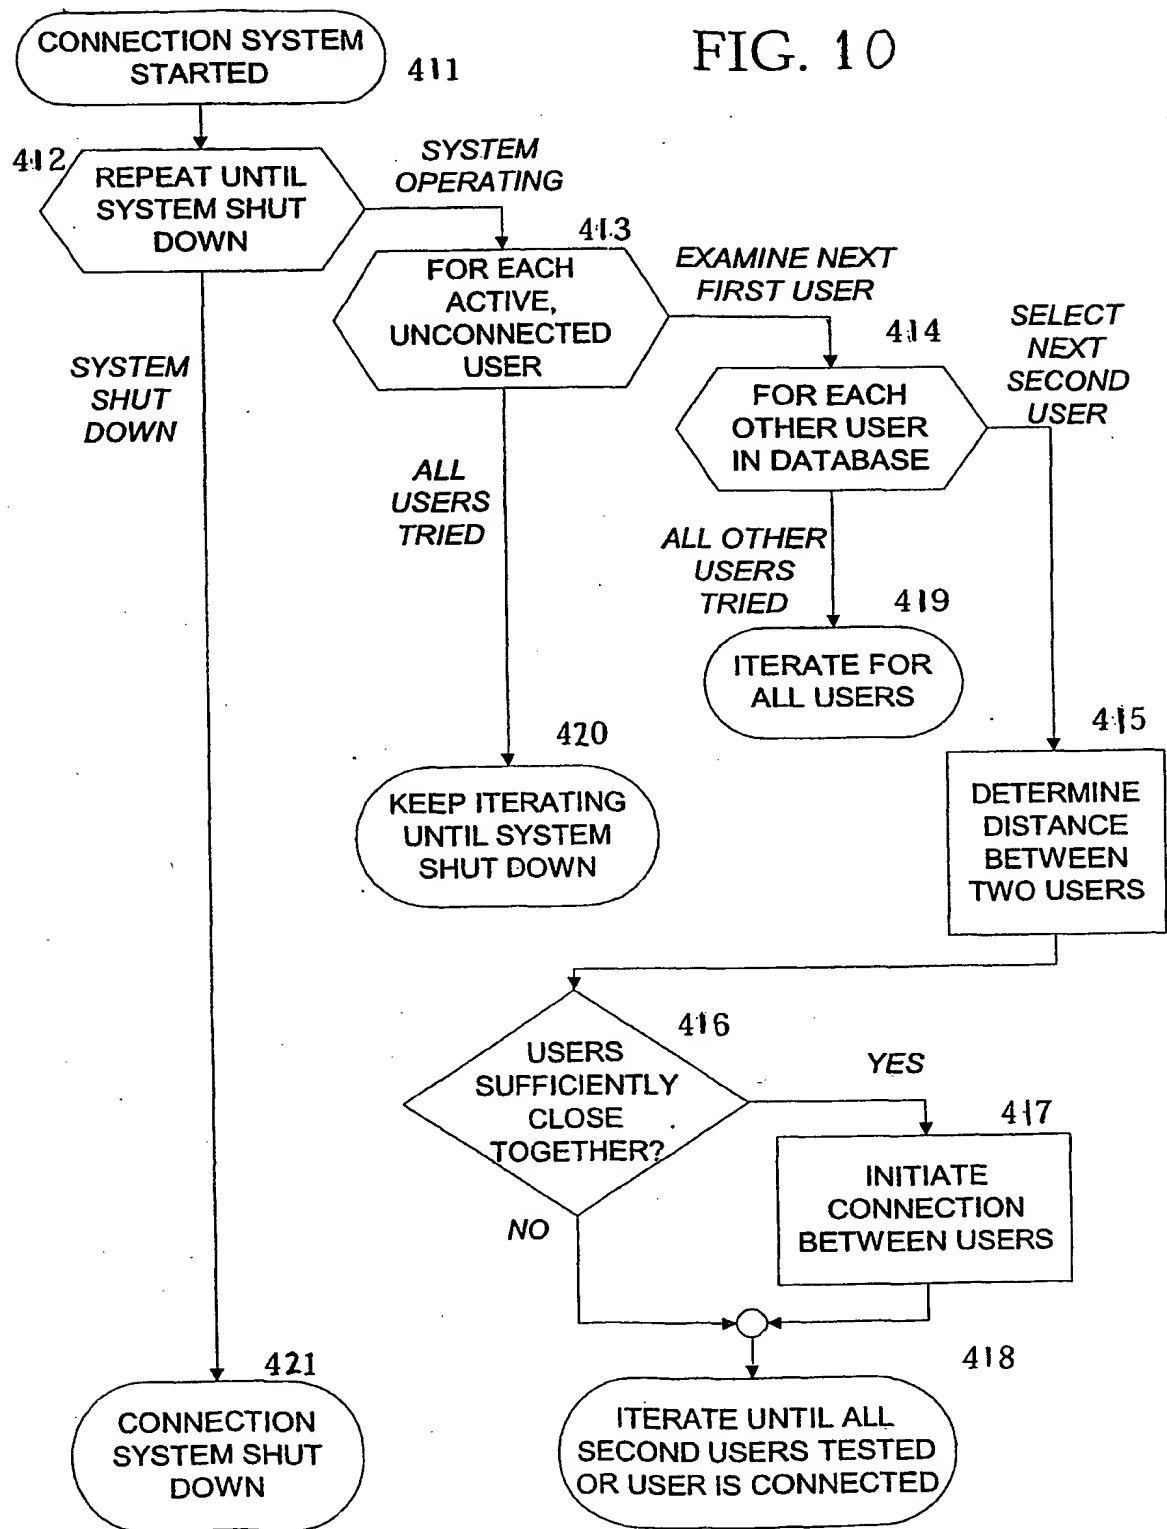 FIG. 10
CONNECTION SYSTEM
STARTED
411
412
REPEAT UNTIL
SYSTEM SHUT
DOWN
SYSTEM
OPERATING
413
FOR EACH
ACTIVE,
UNCONNECTED
USER
EXAMINE NEXT
FIRST USER
414
FOR EACH
OTHER USER
IN DATABASE
SELECT
NEXT
SECOND
USER
SYSTEM
SHUT
DOWN
ALL
USERS
TRIED
ALL OTHER
USERS
TRIED
419
ITERATE FOR
ALL USERS
415
DETERMINE
DISTANCE
BETWEEN
TWO USERS
420
KEEP ITERATING
UNTIL SYSTEM
SHUT DOWN
416
USERS
SUFFICIENTLY
CLOSE
TOGETHER?
YES
417
INITIATE
CONNECTION
BETWEEN USERS
NO
418
ITERATE UNTIL ALL
SECOND USERS TESTED
OR USER IS CONNECTED
421
CONNECTION
SYSTEM SHUT
DOWN